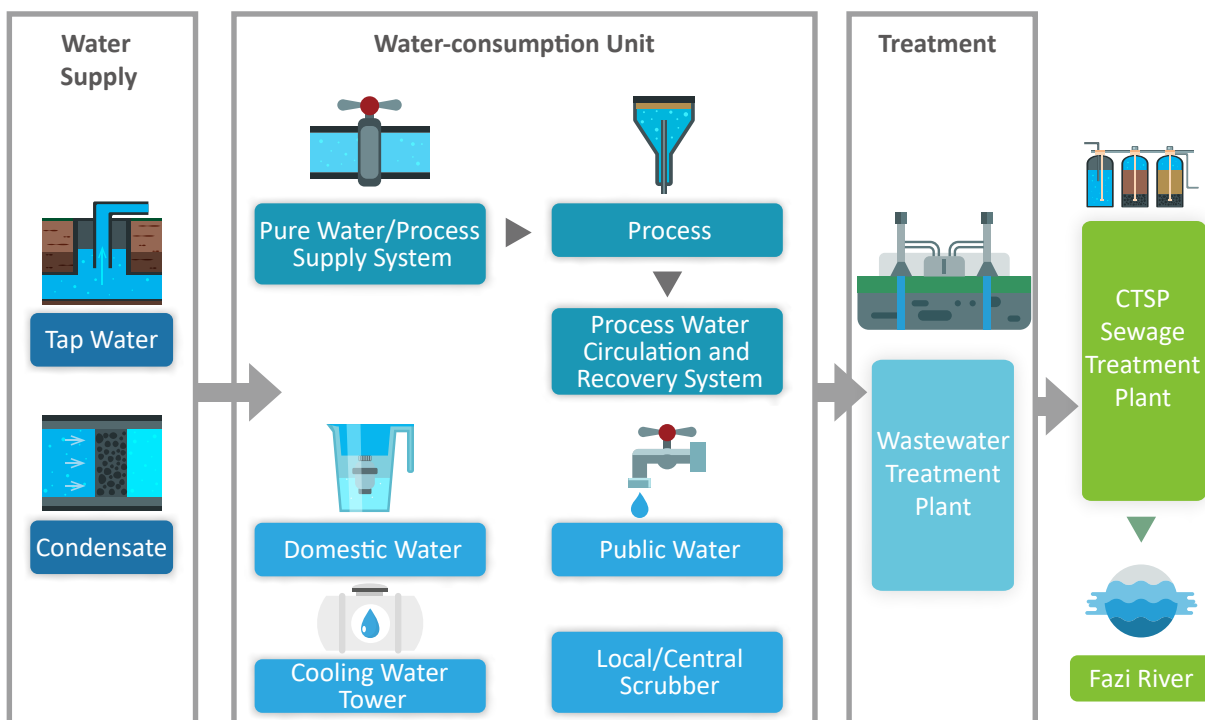 Water
Supply
Tap Water
Condensate
Water-consumption Unit
Pure Water/Process
Supply System
Process
Process Water
Circulation and
Recovery System
Domestic Water
Public Water
Cooling Water
Tower
Local/Central
Scrubber
Treatment
Wastewater
Treatment
Plant
CTSP
Sewage
Treatment
Plant
Fazi River